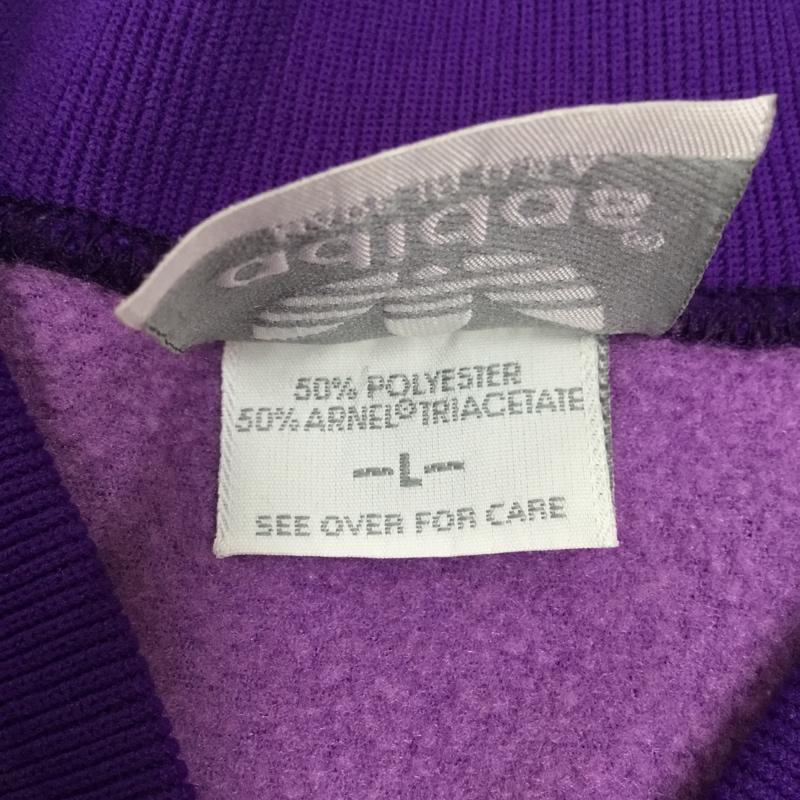 adidas®
50% POLYESTER
50% ARNEL® TRIACETATE
—L—
SEE OVER FOR CARE